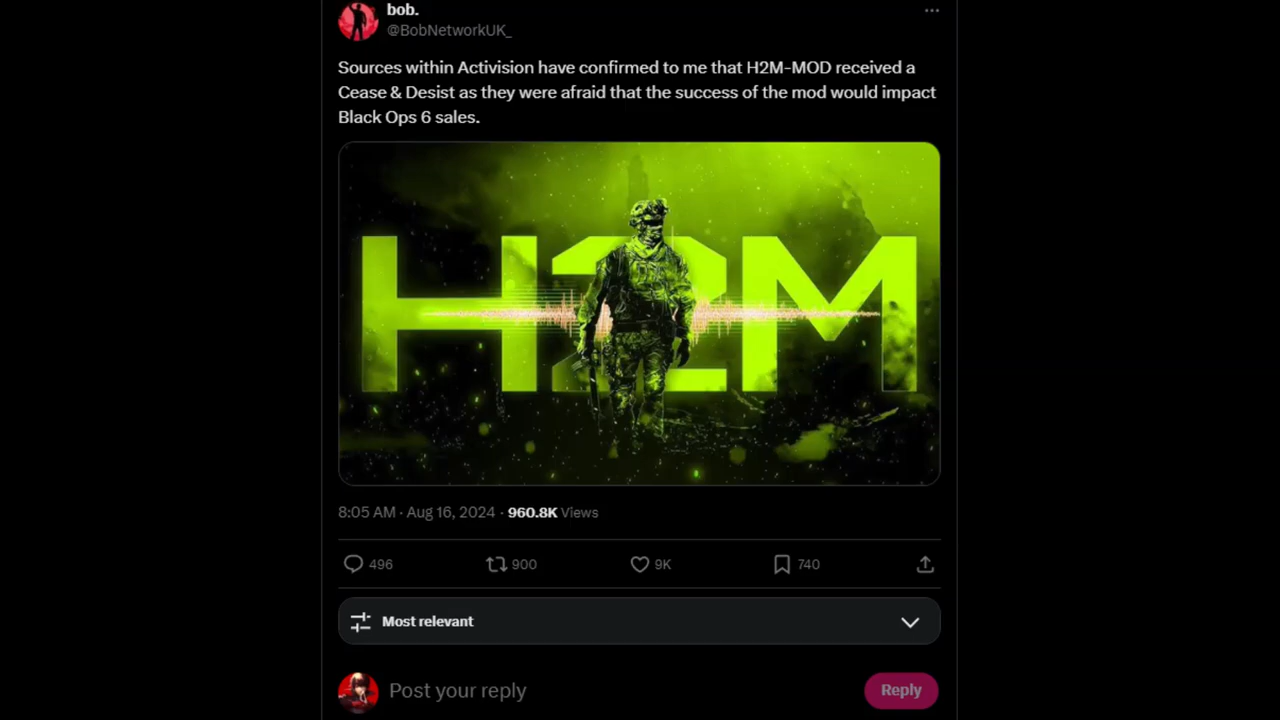 bob.
@BobNetworkUK_
Sources within Activision have confirmed to me that H2M-MOD received a
Cease & Desist as they were afraid that the success of the mod would impact
Black Ops 6 sales.
H2M
8:05 AM · Aug 16, 2024 · 960.8K Views
496 900 9K 740
Most relevant
Post your reply Reply